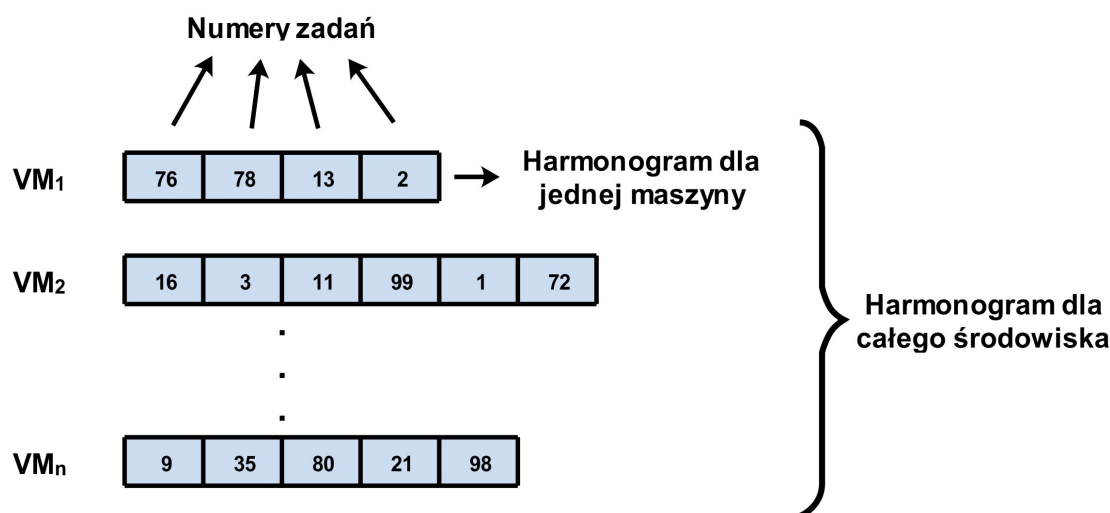 Numery zadań
VM₁ 76 78 13 2
Harmonogram dla
jednej maszyny
VM₂ 16 3 11 99 1 72
.
.
.
VMₙ 9 35 80 21 98
Harmonogram dla
całego środowiska